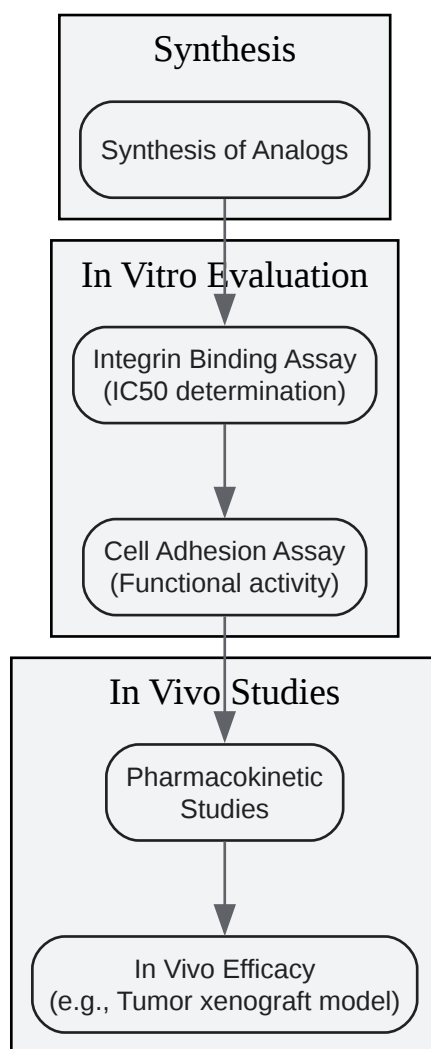 Synthesis
Synthesis of Analogs
In Vitro Evaluation
Integrin Binding Assay
(IC50 determination)
Cell Adhesion Assay
(Functional activity)
In Vivo Studies
Pharmacokinetic
Studies
In Vivo Efficacy
(e.g., Tumor xenograft model)